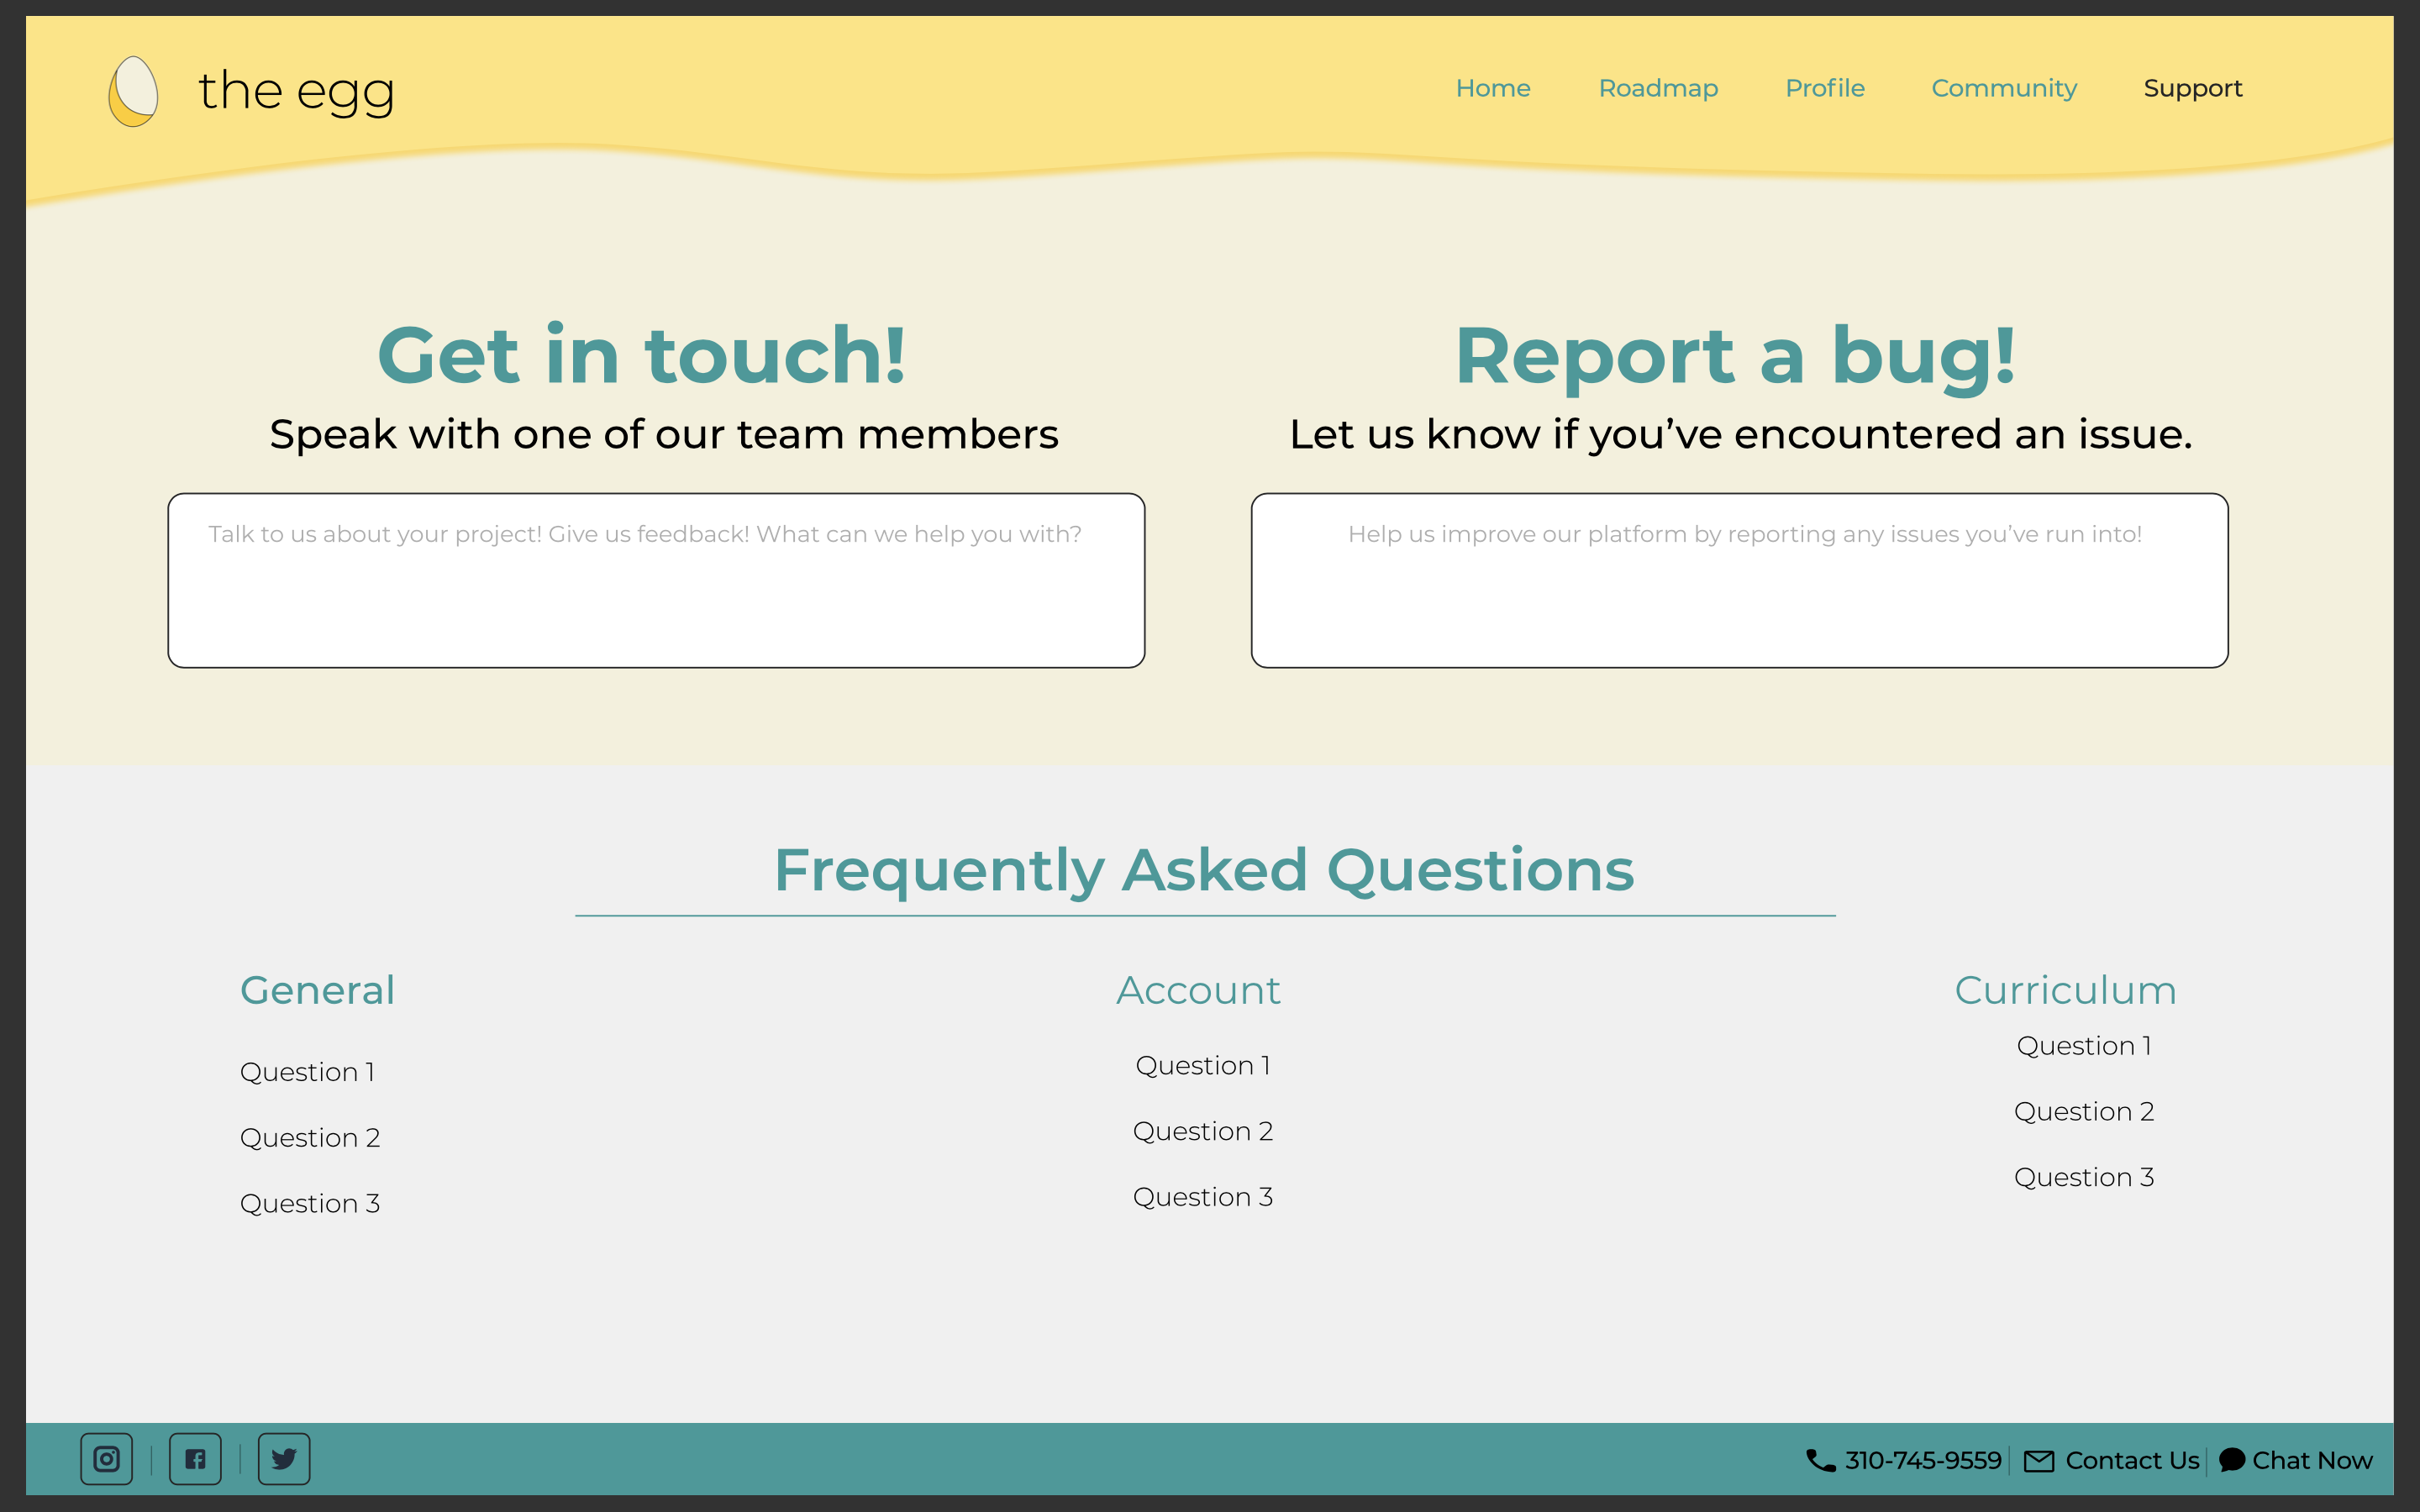 the egg
Home Roadmap Profile Community Support
Get in touch!
Speak with one of our team members
Talk to us about your project! Give us feedback! What can we help you with?
Report a bug!
Let us know if you’ve encountered an issue.
Help us improve our platform by reporting any issues you’ve run into!
Frequently Asked Questions
General
Question 1
Question 2
Question 3
Account
Question 1
Question 2
Question 3
Curriculum
Question 1
Question 2
Question 3
310-745-9559 Contact Us Chat Now